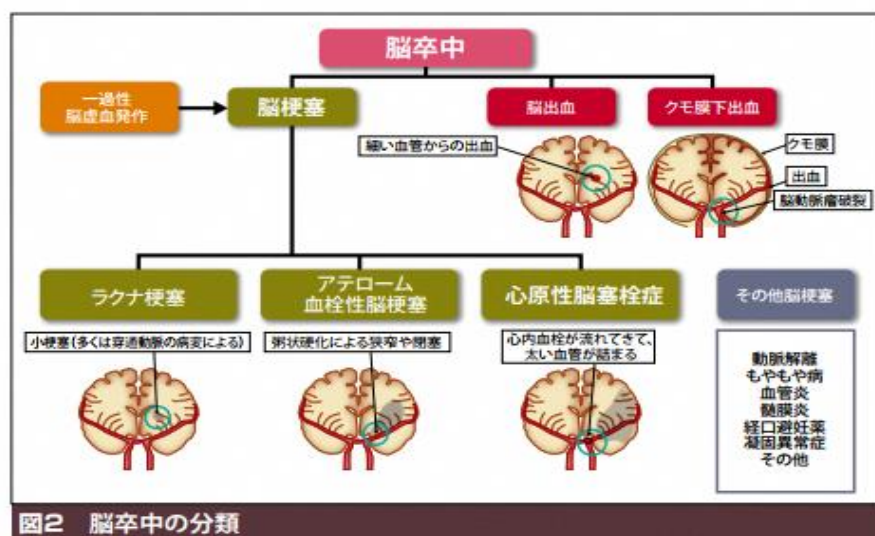 脳卒中
一過性
脳虚血発作
脳梗塞
脳出血
クモ膜下出血
細い血管からの出血
クモ膜
出血
脳動脈瘤破裂
ラクナ梗塞
アテローム
血栓性脳梗塞
心原性脳塞栓症
その他脳梗塞
小梗塞(多くは穿通動脈の病変による)
粥状硬化による狭窄や閉塞
心内血栓が流れてきて、
太い血管が詰まる
動脈解離
もやもや病
血管炎
髄膜炎
経口避妊薬
凝固異常症
その他
図2 脳卒中の分類